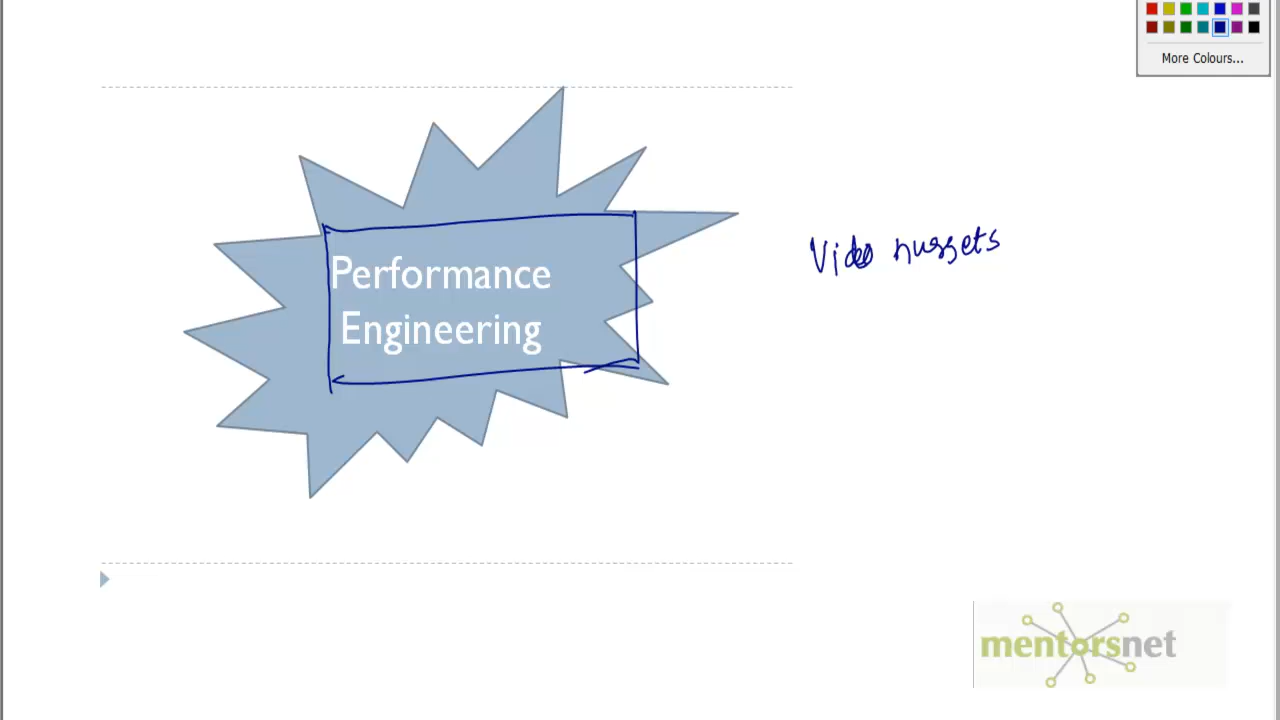 More Colours...
Performance
Engineering
Video nuggets
mentorsnet